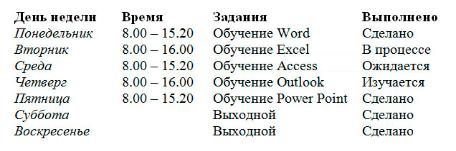 День недели Время Задания Выполнено
Понедельник 8.00 – 15.20 Обучение Word Сделано
Вторник 8.00 – 16.00 Обучение Excel В процессе
Среда 8.00 – 15.20 Обучение Access Ожидается
Четверг 8.00 – 16.00 Обучение Outlook Изучается
Пятница 8.00 – 15.20 Обучение Power Point Сделано
Суббота Выходной Сделано
Воскресенье Выходной Сделано